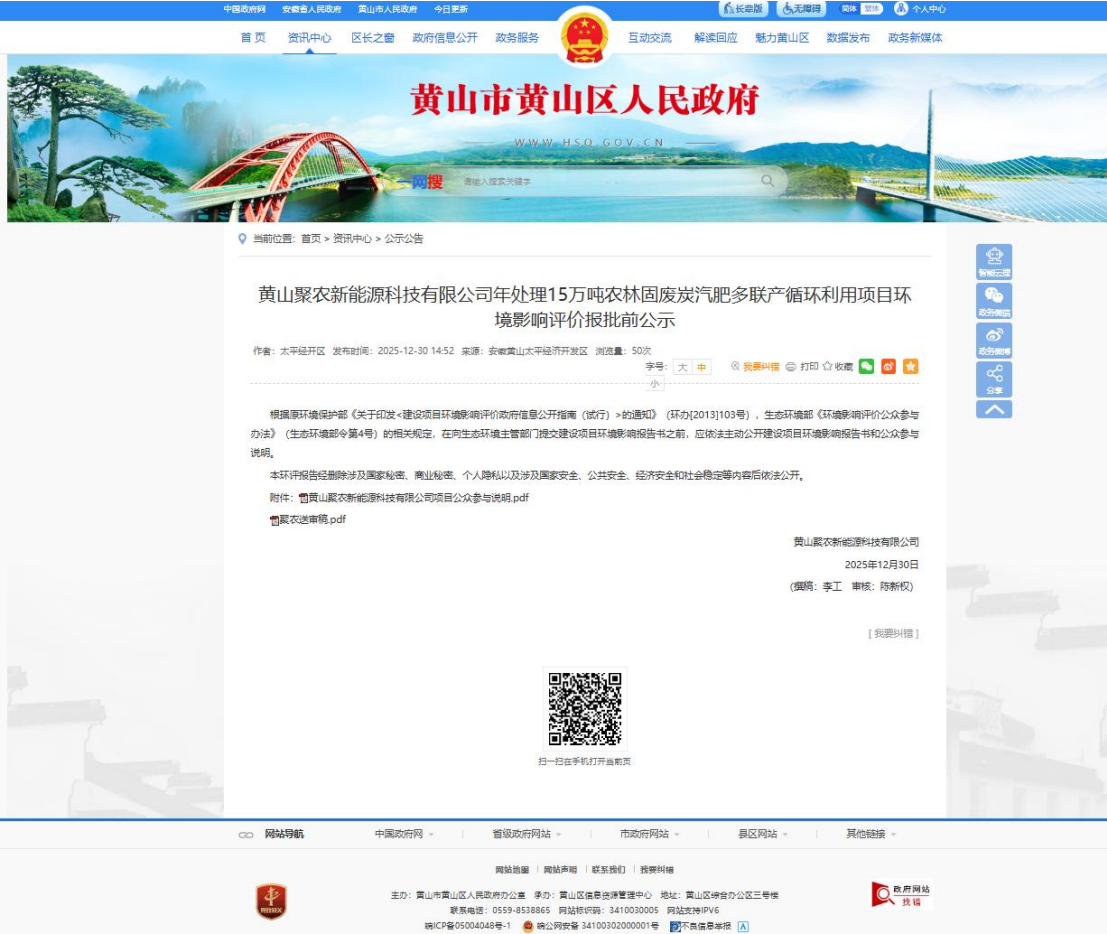 中国政府网 安徽省人民政府 黄山市人民政府 今日更新 长辈版 无障碍 简体 繁体 个人中心
首页 资讯中心 区长之窗 政府信息公开 政务服务 互动交流 解读回应 魅力黄山区 数据发布 政务新媒体
黄山市黄山区人民政府
WWW.HSQ.GOV.CN
一网搜 请输入搜索关键字
当前位置：首页 > 资讯中心 > 公示公告
黄山聚农新能源科技有限公司年处理15万吨农林固废炭汽肥多联产循环利用项目环
境影响评价报批前公示
作者：太平经开区 发布时间：2025-12-30 14:52 来源：安徽黄山太平经济开发区 浏览量：50次
字号： 大 中 我要纠错 打印 收藏
小
根据原环境保护部《关于印发<建设项目环境影响评价政府信息公开指南（试行）>的通知》（环办[2013]103号），生态环境部《环境影响评价公众参与
办法》（生态环境部令第4号）的相关规定，在向生态环境主管部门提交建设项目环境影响报告书之前，应依法主动公开建设项目环境影响报告书和公众参与
说明。
本环评报告经删除涉及国家秘密、商业秘密、个人隐私以及涉及国家安全、公共安全、经济安全和社会稳定等内容后依法公开。
附件：黄山聚农新能源科技有限公司项目公众参与说明.pdf
聚农送审稿.pdf
黄山聚农新能源科技有限公司
2025年12月30日
（撰稿：李工 审核：陈新权）
[ 我要纠错 ]
扫一扫在手机打开当前页
智能云搜
政务微信
政务微博
分享
网站导航 中国政府网 省级政府网站 市政府网站 县区网站 其他链接
网站地图 网站声明 联系我们 我要纠错
主办：黄山市黄山区人民政府办公室 承办：黄山区信息资源管理中心 地址：黄山区综合办公区三号楼
联系电话：0559-8538865 网站标识码：3410030005 网站支持IPV6
皖ICP备05004048号-1 皖公网安备 34100302000001号 不良信息举报
党政机关
政府网站
找错